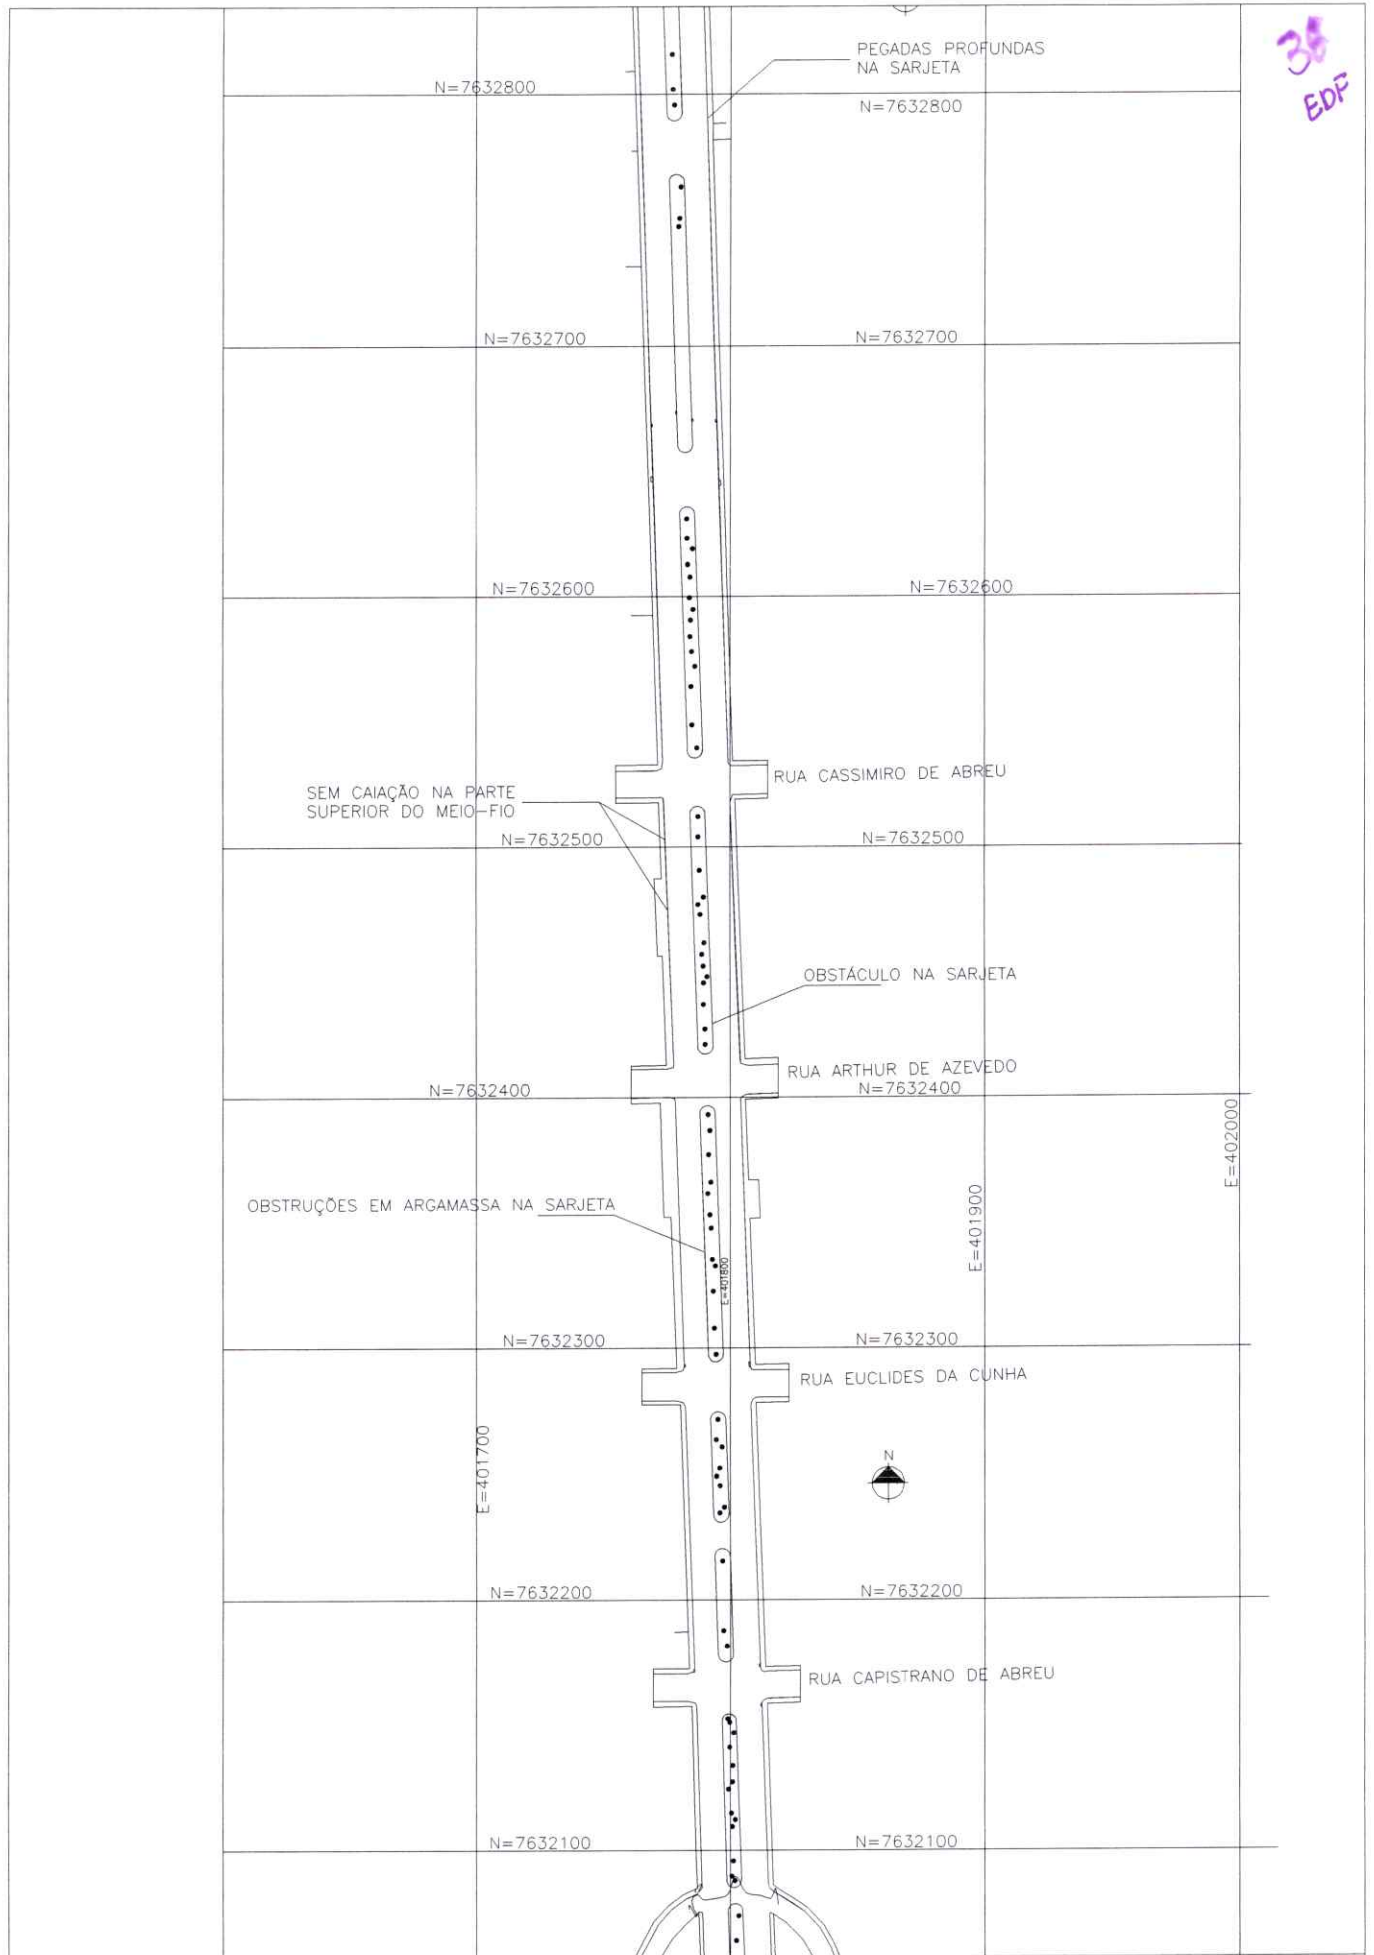 36
EDF
PEGADAS PROFUNDAS
NA SARJETA
N=7632800
N=7632800
N=7632700
N=7632700
N=7632600
N=7632600
RUA CASSIMIRO DE ABREU
SEM CAIAÇÃO NA PARTE
SUPERIOR DO MEIO-FIO
N=7632500
N=7632500
OBSTÁCULO NA SARJETA
RUA ARTHUR DE AZEVEDO
N=7632400
N=7632400
E=402000
E=401900
OBSTRUÇÕES EM ARGAMASSA NA SARJETA
E=401800
N=7632300
N=7632300
RUA EUCLIDES DA CUNHA
E=401700
N
N=7632200
N=7632200
RUA CAPISTRANO DE ABREU
N=7632100
N=7632100